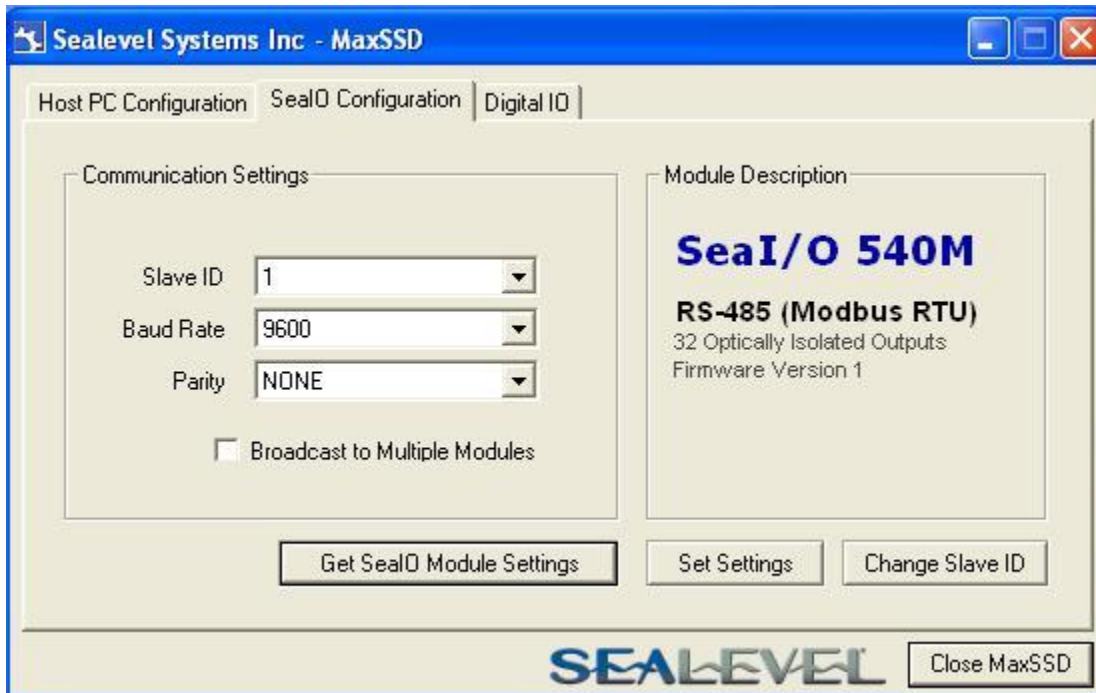 Sealevel Systems Inc - MaxSSD
Host PC Configuration
SeaIO Configuration
Digital IO
Communication Settings
Slave ID
1
Baud Rate
9600
Parity
NONE
Broadcast to Multiple Modules
Module Description
SeaI/O 540M
RS-485 (Modbus RTU)
32 Optically Isolated Outputs
Firmware Version 1
Get SeaIO Module Settings
Set Settings
Change Slave ID
SEALEVEL
Close MaxSSD